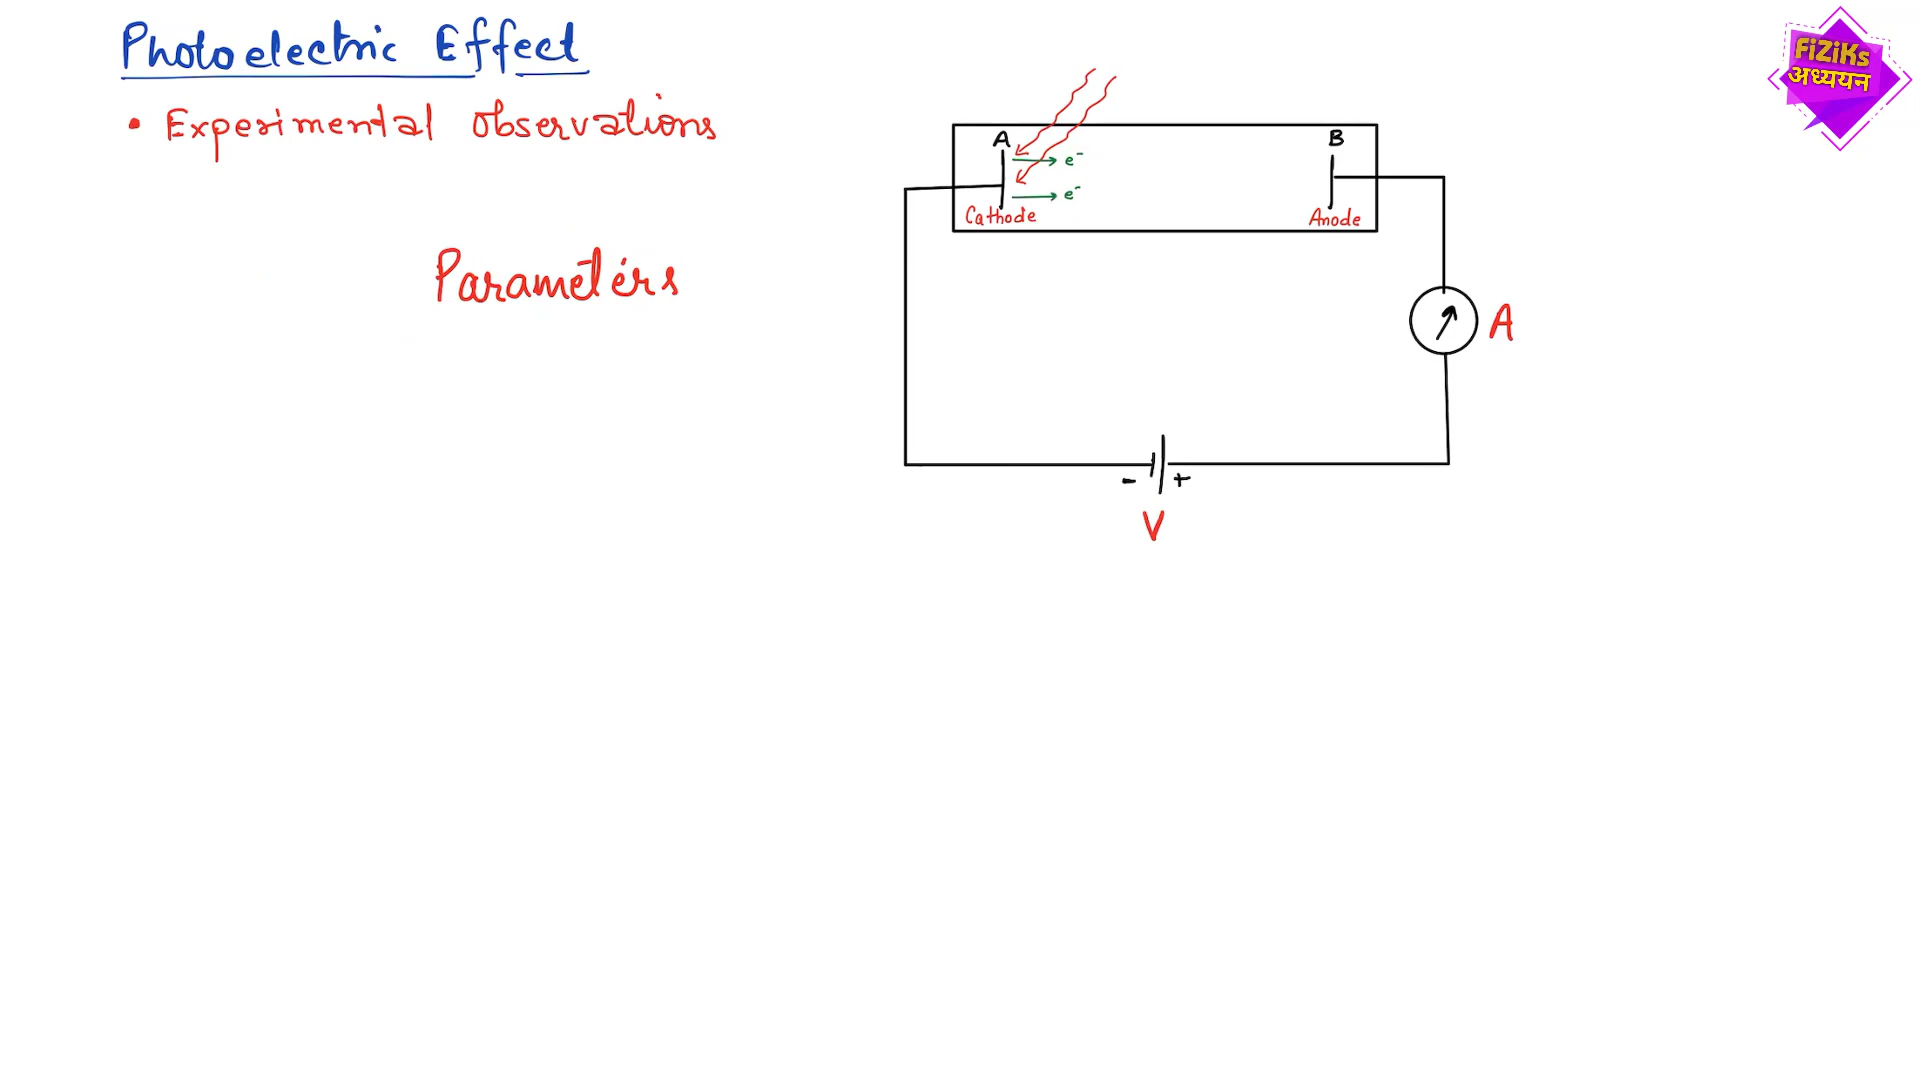 Photoelectric Effect
• Experimental Observations
Parameters
A
B
e⁻
e⁻
Cathode
Anode
A
- +
V
FiZiKs
अध्ययन